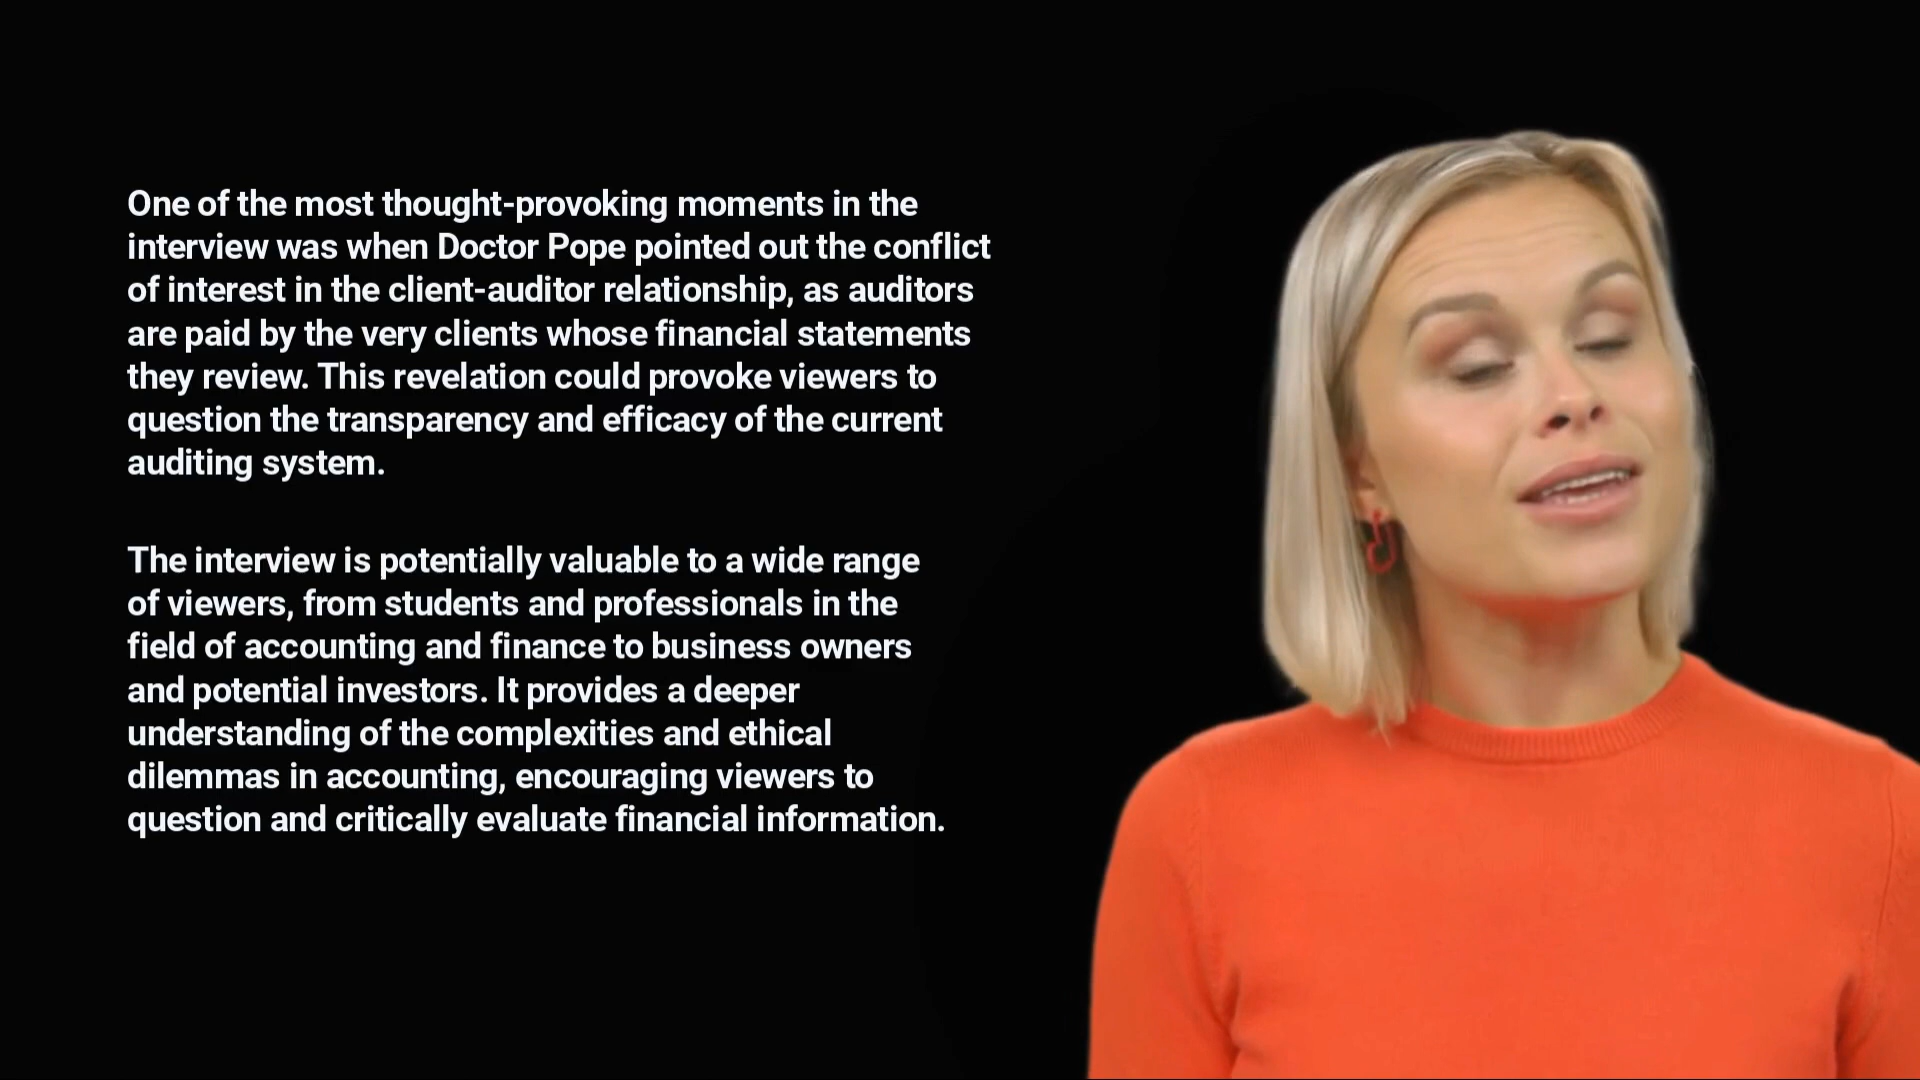 One of the most thought-provoking moments in the
interview was when Doctor Pope pointed out the conflict
of interest in the client-auditor relationship, as auditors
are paid by the very clients whose financial statements
they review. This revelation could provoke viewers to
question the transparency and efficacy of the current
auditing system.
The interview is potentially valuable to a wide range
of viewers, from students and professionals in the
field of accounting and finance to business owners
and potential investors. It provides a deeper
understanding of the complexities and ethical
dilemmas in accounting, encouraging viewers to
question and critically evaluate financial information.